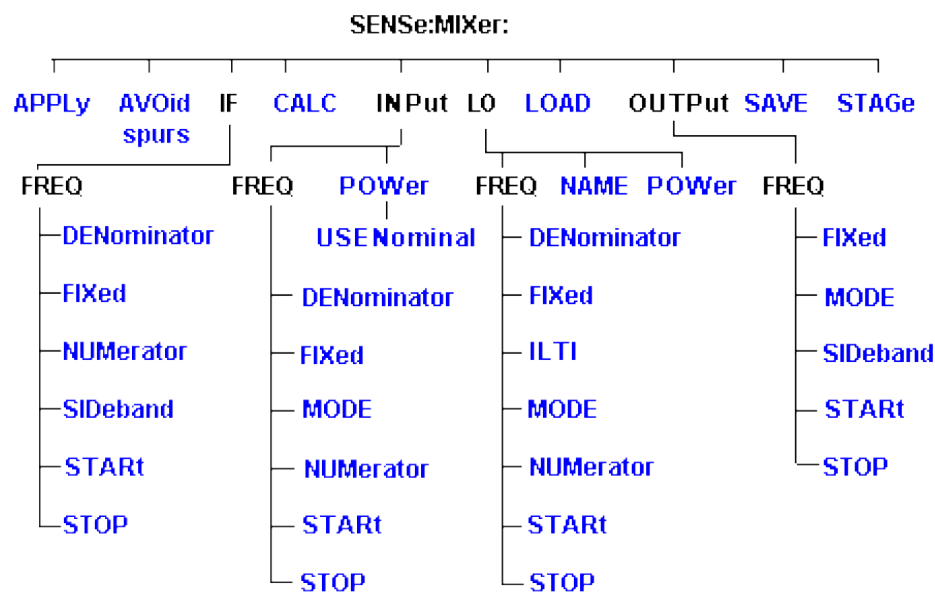 SENSe:MIXer:
APPLy AVOid IF CALC INPut LO LOAD OUTPut SAVE STAGe
spurs
FREQ FREQ POWer FREQ NAME POWer FREQ
DENominator USENominal DENominator FIXed
FIXed DENominator FIXed MODE
NUMerator FIXed ILTI SIDeband
SIDeband MODE MODE STARt
STARt NUMerator NUMerator STOP
STOP STARt STARt
STOP STOP